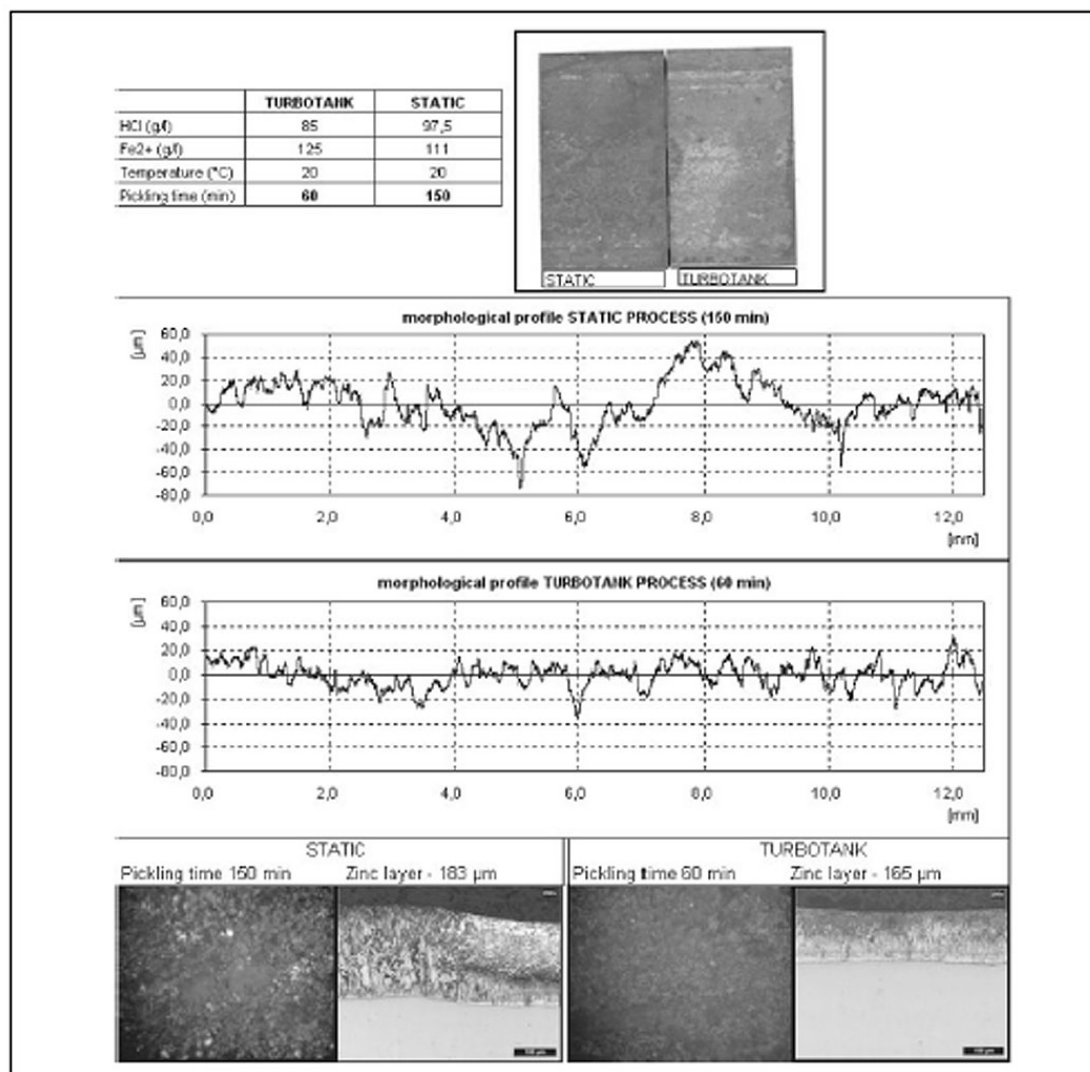 TURBOTANK STATIC
HCl (g/l) 85 97,5
Fe2+ (g/l) 125 111
Temperature (°C) 20 20
Pickling time (min) 60 150
STATIC TURBOTANK
morphological profile STATIC PROCESS (150 min)
[µm]
60,0
40,0
20,0
0,0
-20,0
-40,0
-60,0
-80,0
0,0 2,0 4,0 6,0 8,0 10,0 12,0
[mm]
morphological profile TURBOTANK PROCESS (60 min)
[µm]
60,0
40,0
20,0
0,0
-20,0
-40,0
-60,0
-80,0
0,0 2,0 4,0 6,0 8,0 10,0 12,0
[mm]
STATIC
Pickling time 150 min Zinc layer - 183 µm
TURBOTANK
Pickling time 60 min Zinc layer - 165 µm